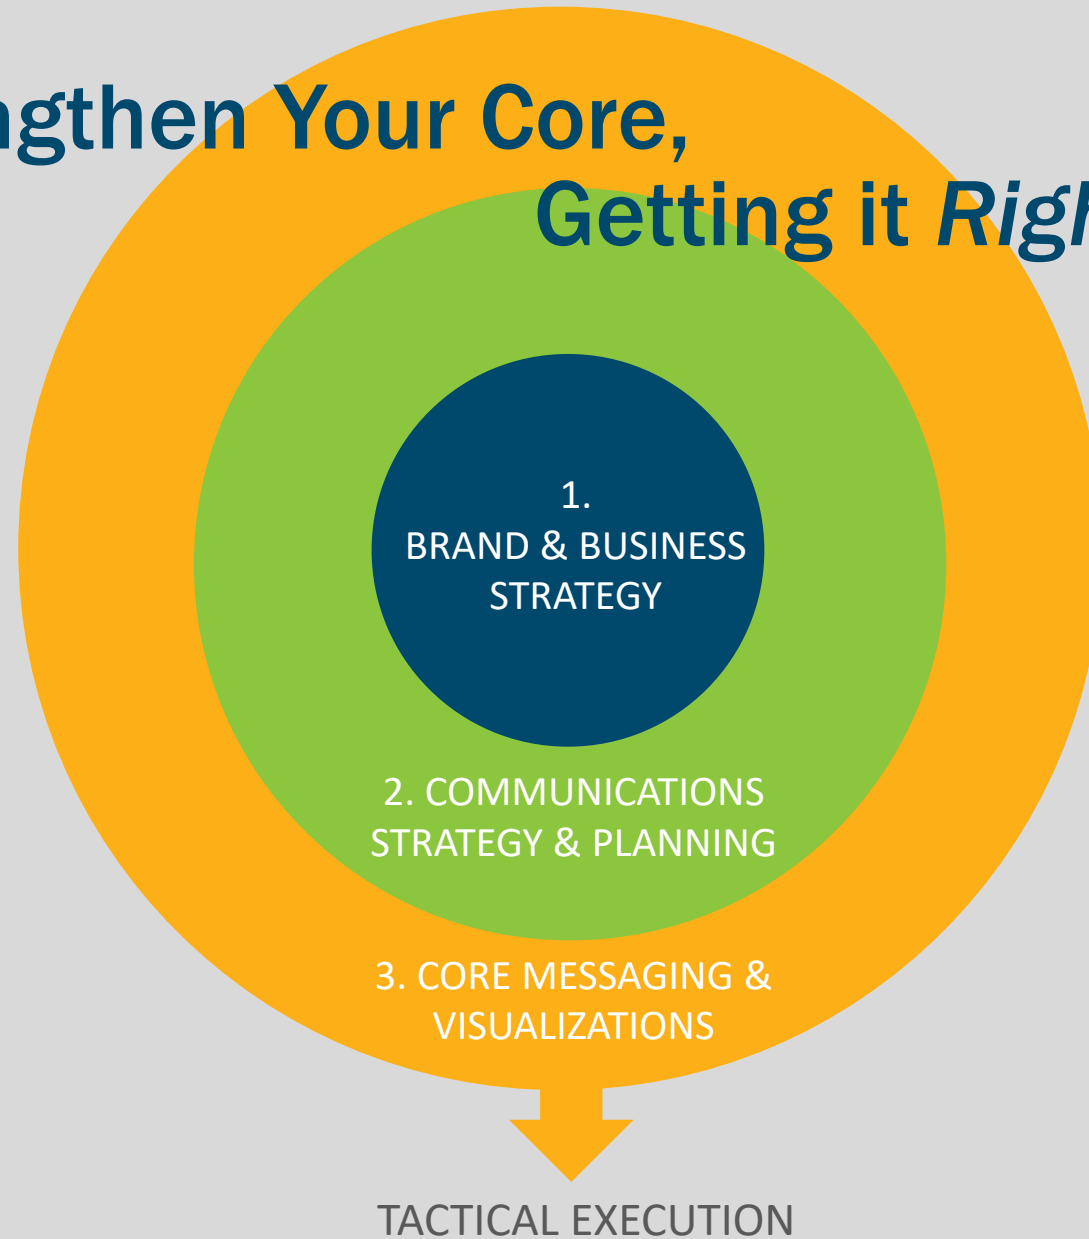 ngthen Your Core,
Getting it Righ
1.
BRAND & BUSINESS
STRATEGY
2. COMMUNICATIONS
STRATEGY & PLANNING
3. CORE MESSAGING &
VISUALIZATIONS
TACTICAL EXECUTION